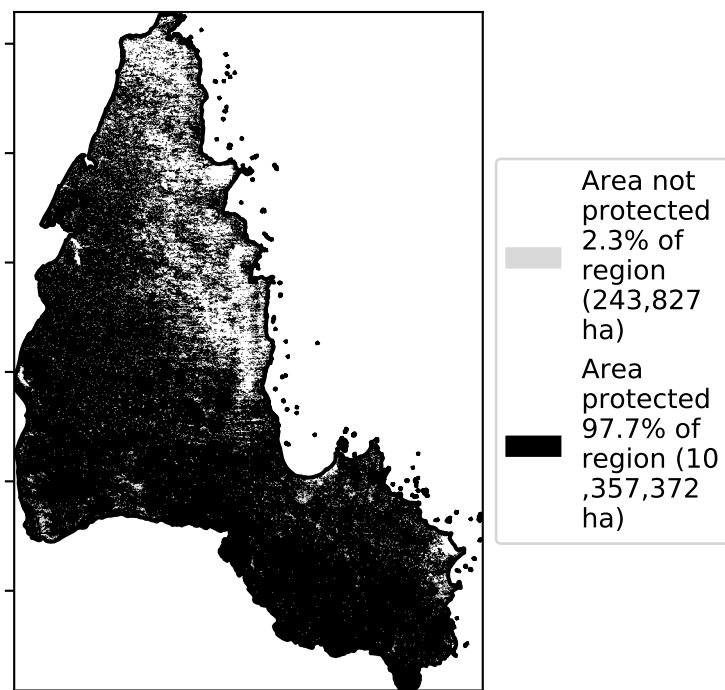 Area not
protected
2.3% of
region
(243,827
ha)
Area
protected
97.7% of
region (10
,357,372
ha)